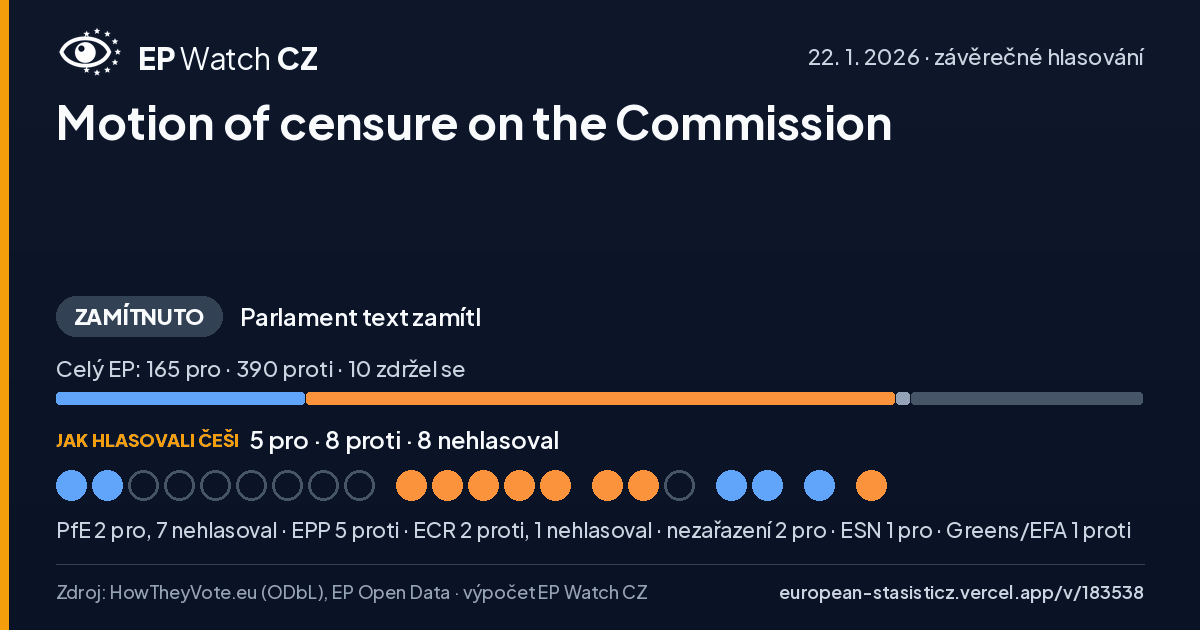 EP Watch CZ
22. 1. 2026 · závěrečné hlasování
Motion of censure on the Commission
ZAMÍTNUTO
Parlament text zamítl
Celý EP: 165 pro · 390 proti · 10 zdržel se
JAK HLASOVALI ČEŠI 5 pro · 8 proti · 8 nehlasoval
PfE 2 pro, 7 nehlasoval · EPP 5 proti · ECR 2 proti, 1 nehlasoval · nezařazení 2 pro · ESN 1 pro · Greens/EFA 1 proti
Zdroj: HowTheyVote.eu (ODbL), EP Open Data · výpočet EP Watch CZ
european-stasisticz.vercel.app/v/183538